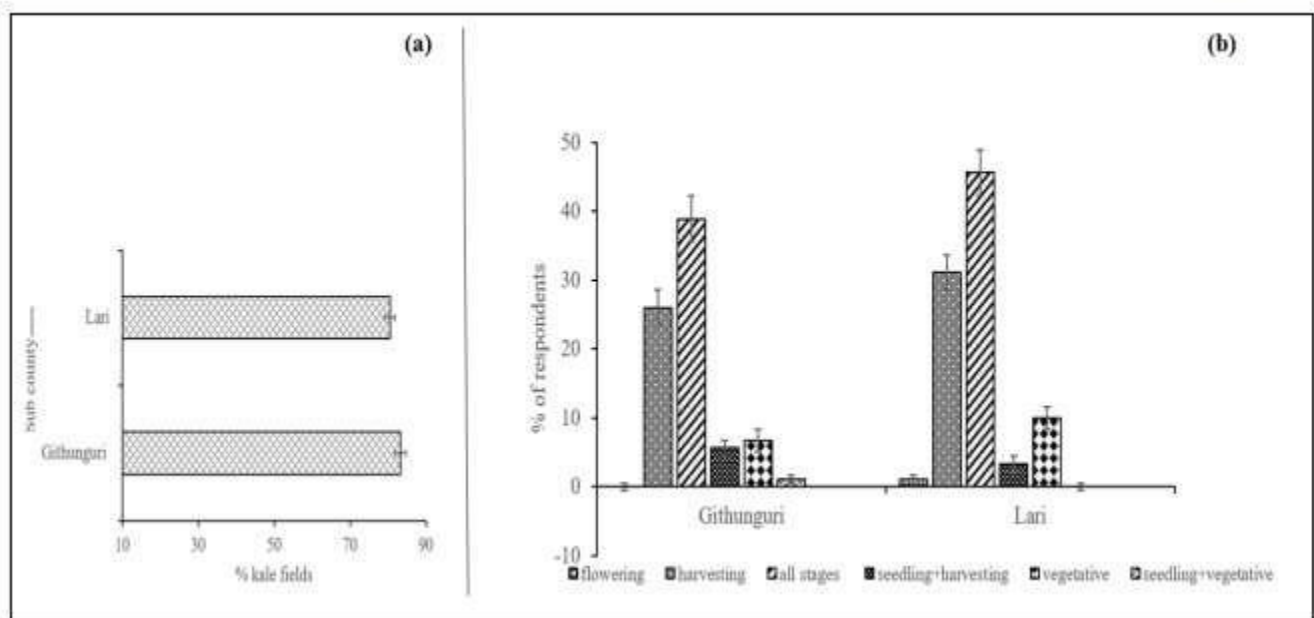 (a)
Sub county
Lari
Githunguri
10 30 50 70 90
% kale fields
(b)
% of respondents
50
40
30
20
10
0
-10
Githunguri Lari
flowering harvesting all stages seedling+harvesting vegetative seedling+vegetative